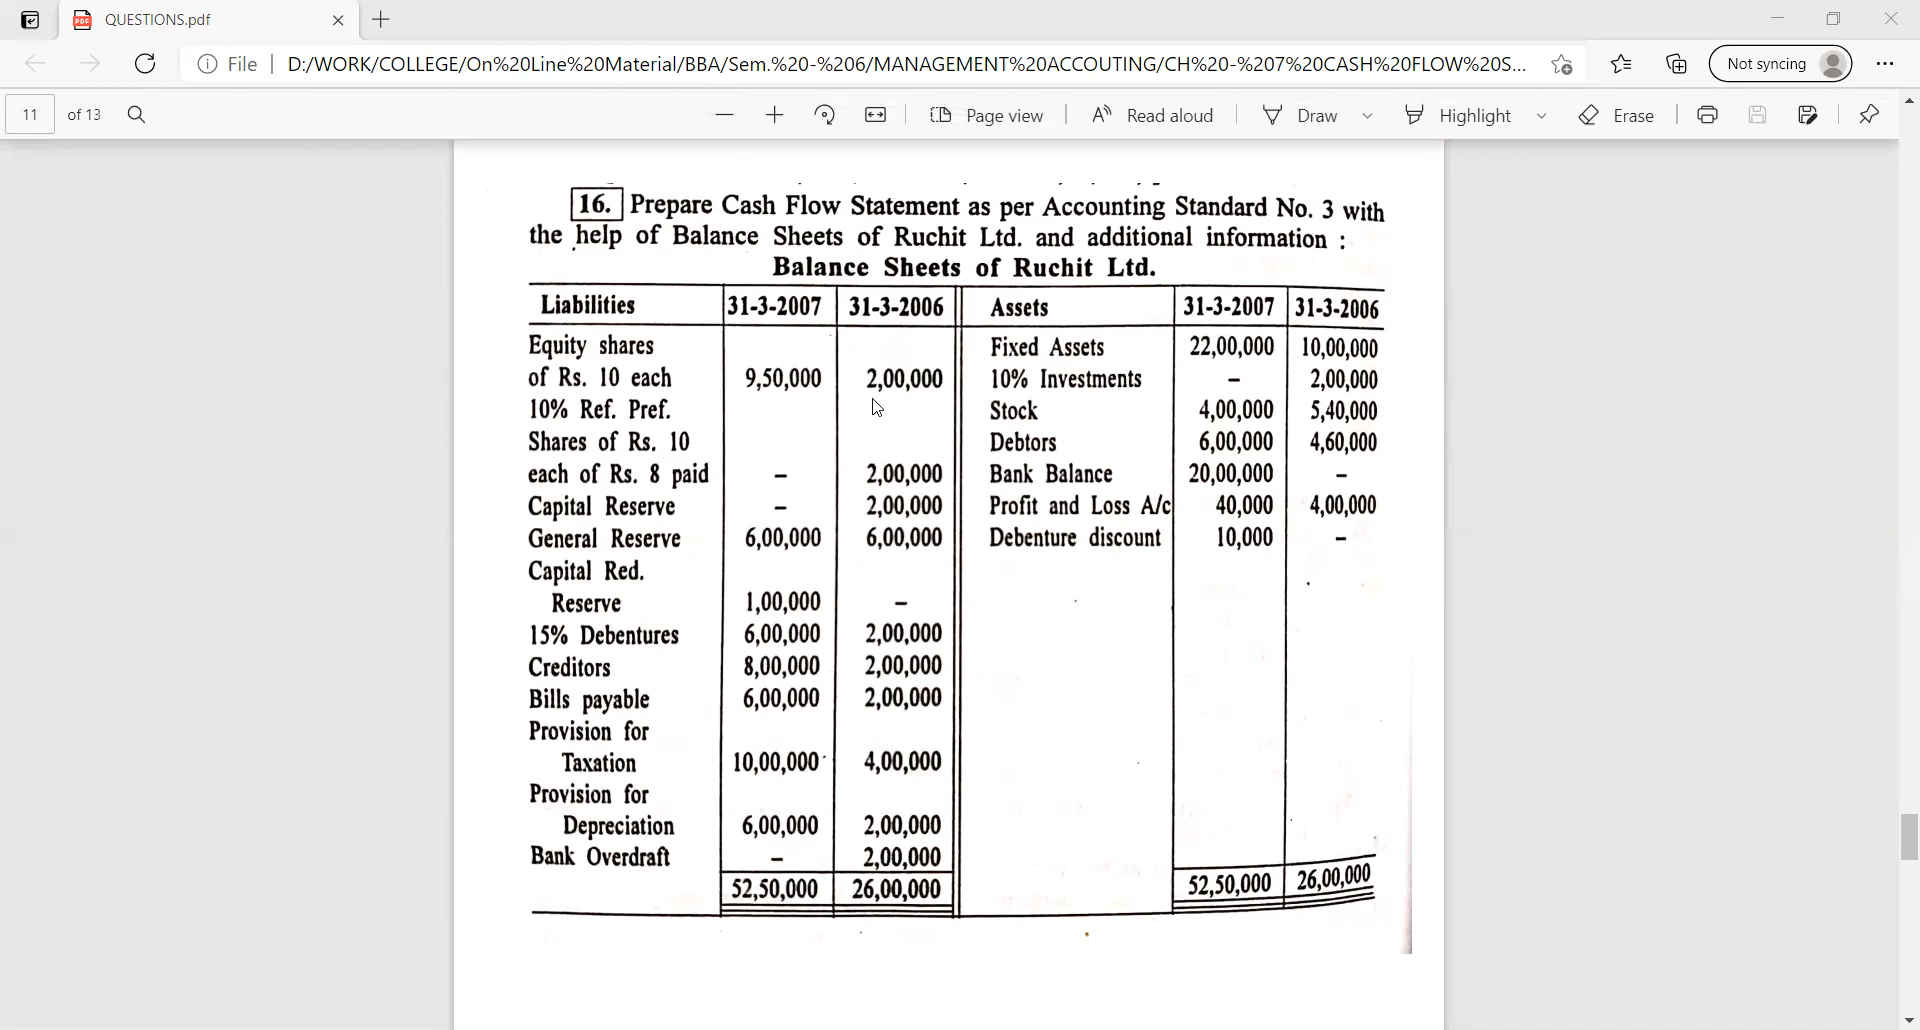 QUESTIONS.pdf
File
D:/WORK/COLLEGE/On%20Line%20Material/BBA/Sem.%20-%206/MANAGEMENT%20ACCOUTING/CH%20-%207%20CASH%20FLOW%20S...
Not syncing
11 of 13
Page view
Read aloud
Draw
Highlight
Erase
16. Prepare Cash Flow Statement as per Accounting Standard No. 3 with
the help of Balance Sheets of Ruchit Ltd. and additional information :
Balance Sheets of Ruchit Ltd.
Liabilities 31-3-2007 31-3-2006 Assets 31-3-2007 31-3-2006
Equity shares Fixed Assets 22,00,000 10,00,000
of Rs. 10 each 9,50,000 2,00,000 10% Investments – 2,00,000
10% Ref. Pref. Stock 4,00,000 5,40,000
Shares of Rs. 10 Debtors 6,00,000 4,60,000
each of Rs. 8 paid – 2,00,000 Bank Balance 20,00,000 –
Capital Reserve – 2,00,000 Profit and Loss A/c 40,000 4,00,000
General Reserve 6,00,000 6,00,000 Debenture discount 10,000 –
Capital Red.
Reserve 1,00,000 –
15% Debentures 6,00,000 2,00,000
Creditors 8,00,000 2,00,000
Bills payable 6,00,000 2,00,000
Provision for
Taxation 10,00,000 4,00,000
Provision for
Depreciation 6,00,000 2,00,000
Bank Overdraft – 2,00,000
52,50,000 26,00,000 52,50,000 26,00,000